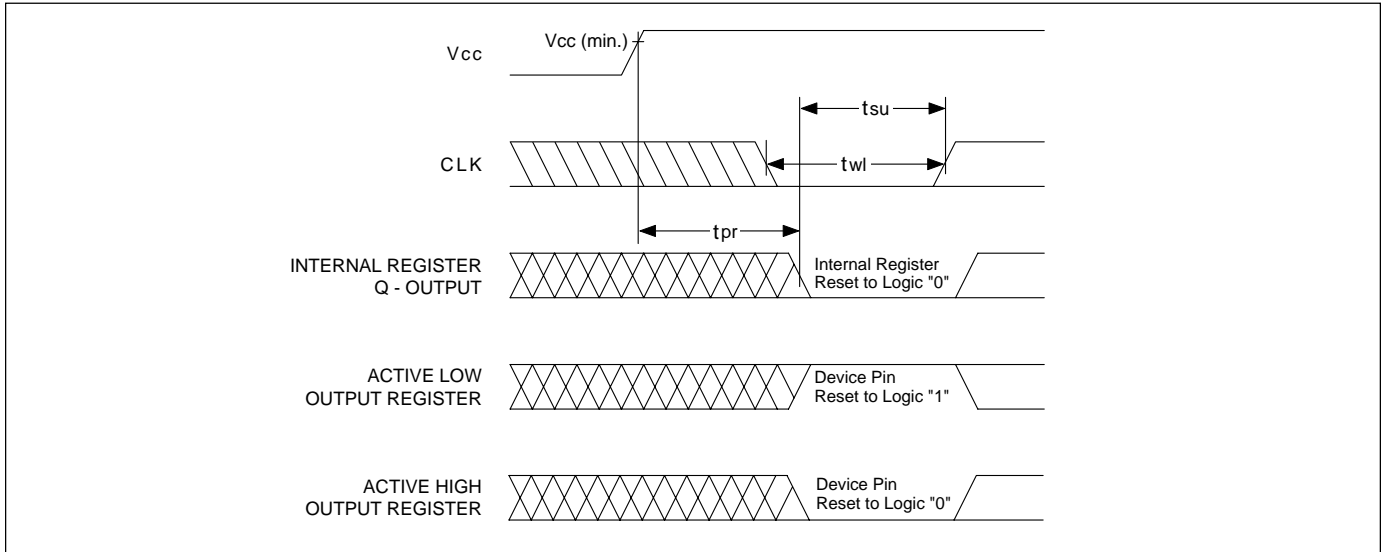 Vcc
Vcc (min.)
tsu
CLK
twl
tpr
INTERNAL REGISTER
Q - OUTPUT
Internal Register
Reset to Logic "0"
ACTIVE LOW
OUTPUT REGISTER
Device Pin
Reset to Logic "1"
ACTIVE HIGH
OUTPUT REGISTER
Device Pin
Reset to Logic "0"